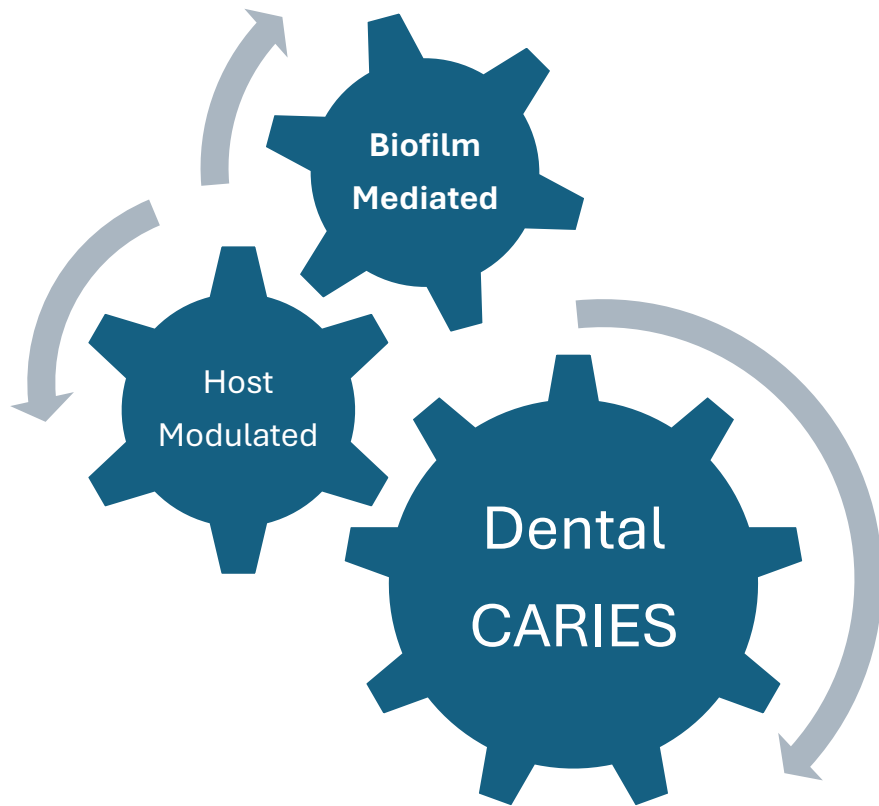 Biofilm
Mediated
Host
Modulated
Dental
CARIES